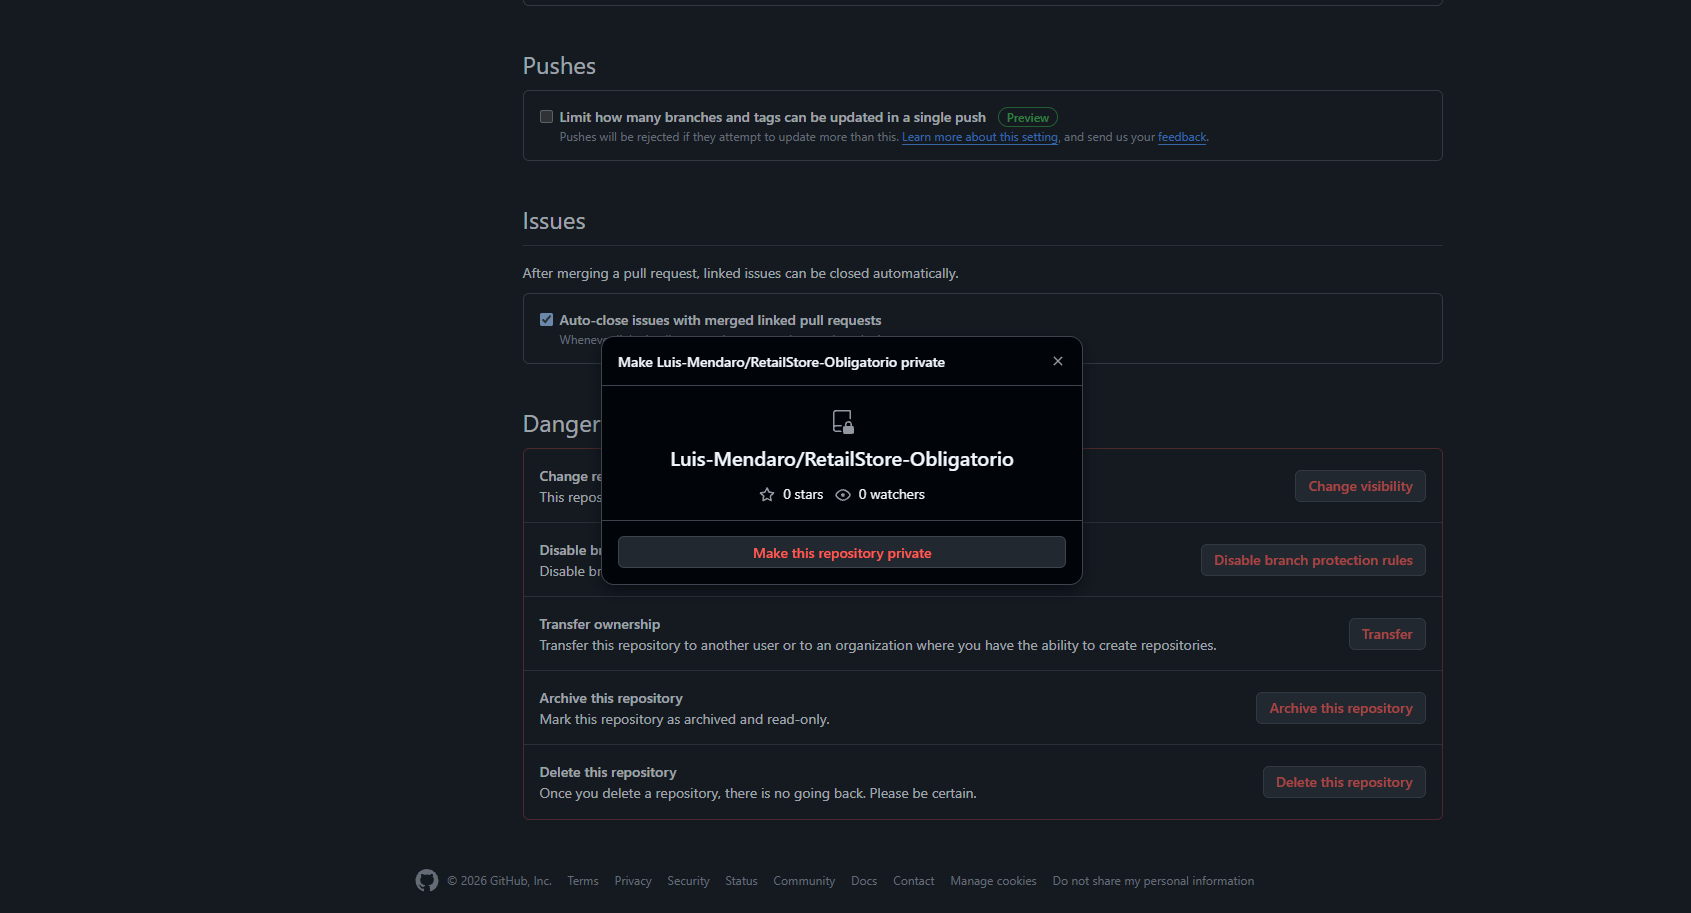 Pushes
Limit how many branches and tags can be updated in a single push Preview
Pushes will be rejected if they attempt to update more than this. Learn more about this setting, and send us your feedback.
Issues
After merging a pull request, linked issues can be closed automatically.
Auto-close issues with merged linked pull requests
Make Luis-Mendaro/RetailStore-Obligatorio private
Luis-Mendaro/RetailStore-Obligatorio
0 stars 0 watchers
Make this repository private
Danger
Change
This
Change visibility
Disable
Disable
Disable branch protection rules
Transfer ownership
Transfer this repository to another user or to an organization where you have the ability to create repositories.
Transfer
Archive this repository
Mark this repository as archived and read-only.
Archive this repository
Delete this repository
Once you delete a repository, there is no going back. Please be certain.
Delete this repository
© 2026 GitHub, Inc. Terms Privacy Security Status Community Docs Contact Manage cookies Do not share my personal information